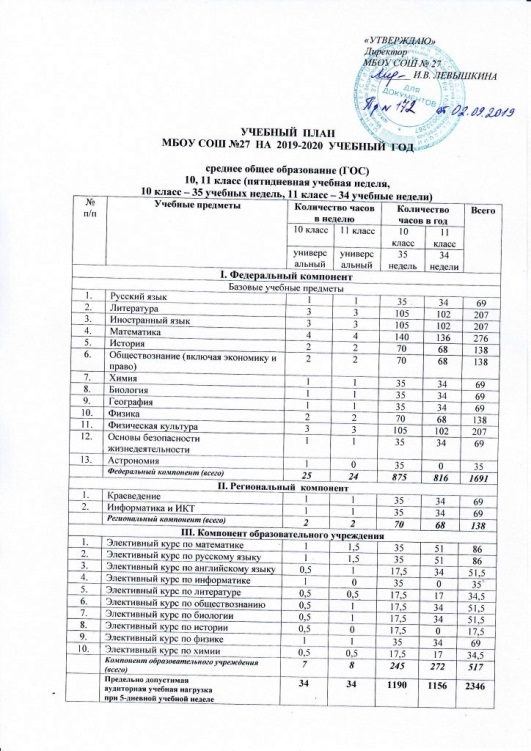 «УТВЕРЖДАЮ»
Директор
МБОУ СОШ № 27
И.В. ЛЕВЫШКИНА
ДЛЯ
ДОКУМЕНТОВ
Пр № 172 от 02.09.2019
УЧЕБНЫЙ ПЛАН
МБОУ СОШ №27 НА 2019-2020 УЧЕБНЫЙ ГОД
среднее общее образование (ГОС)
10, 11 класс (пятидневная учебная неделя,
10 класс – 35 учебных недель, 11 класс – 34 учебные недели)
№ п/п Учебные предметы Количество часов в неделю Количество часов в год Всего
10 класс 11 класс 10 класс 11 класс
универс альный универс альный 35 недель 34 недели
I. Федеральный компонент
Базовые учебные предметы
1. Русский язык 1 1 35 34 69
2. Литература 3 3 105 102 207
3. Иностранный язык 3 3 105 102 207
4. Математика 4 4 140 136 276
5. История 2 2 70 68 138
6. Обществознание (включая экономику и 2 2 70 68 138
право)
7. Химия 1 1 35 34 69
8. Биология 1 1 35 34 69
9. География 1 1 35 34 69
10. Физика 2 2 70 68 138
11. Физическая культура 3 3 105 102 207
12. Основы безопасности 1 1 35 34 69
жизнедеятельности
13. Астрономия 1 0 35 0 35
Федеральный компонент (всего) 25 24 875 816 1691
II. Региональный компонент
1. Краеведение 1 1 35 34 69
2. Информатика и ИКТ 1 1 35 34 69
Региональный компонент (всего) 2 2 70 68 138
III. Компонент образовательного учреждения
1. Элективный курс по математике 1 1,5 35 51 86
2. Элективный курс по русскому языку 1 1,5 35 51 86
3. Элективный курс по английскому языку 0,5 1 17,5 34 51,5
4. Элективный курс по информатике 1 0 35 0 35
5. Элективный курс по литературе 0,5 0,5 17,5 17 34,5
6. Элективный курс по обществознанию 0,5 1 17,5 34 51,5
7. Элективный курс по биологии 0,5 1 17,5 34 51,5
8. Элективный курс по истории 0,5 0 17,5 0 17,5
9. Элективный курс по физике 1 1 35 34 69
10. Элективный курс по химии 0,5 0,5 17,5 17 34,5
Компонент образовательного учреждения 7 8 245 272 517
(всего)
Предельно допустимая 34 34 1190 1156 2346
аудиторная учебная нагрузка
при 5-дневной учебной неделе